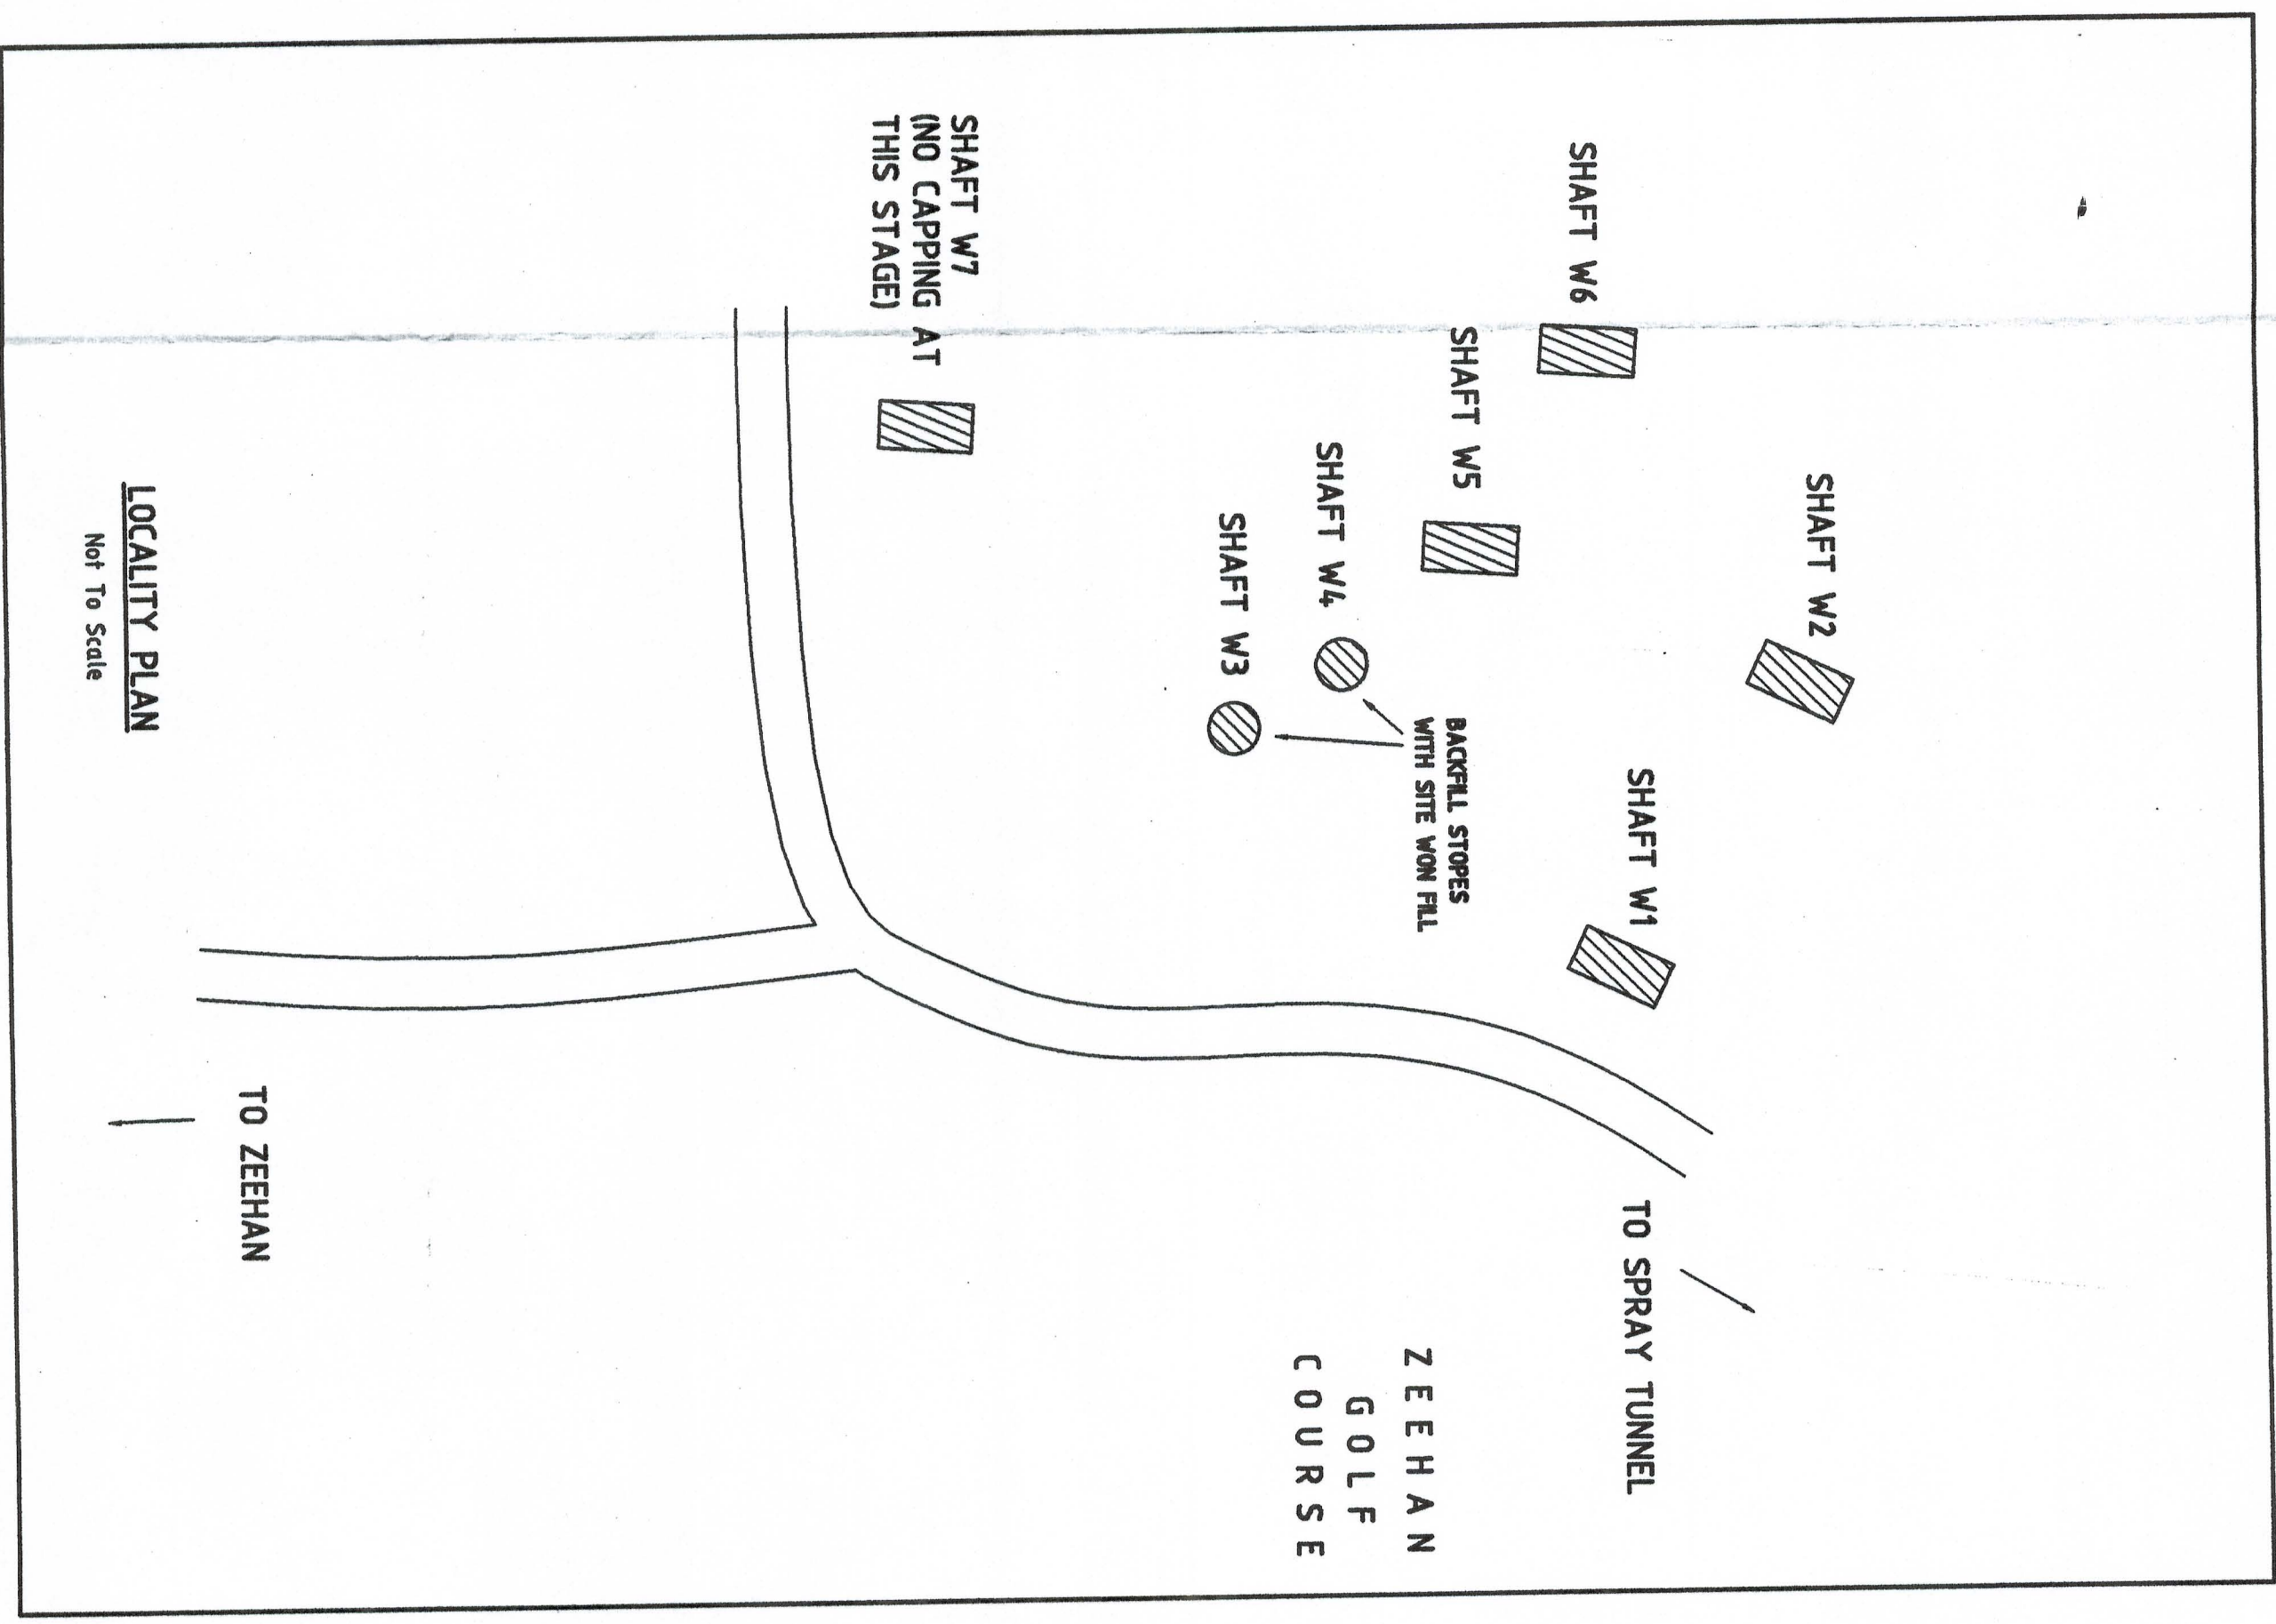 SHAFT W2
SHAFT W1
SHAFT W6
SHAFT W5
BACKFILL STOPES
WITH SITE WON FILL
SHAFT W4
SHAFT W3
SHAFT W7
(NO CAPPING AT
THIS STAGE)
TO SPRAY TUNNEL
ZEEHAN
GOLF
COURSE
TO ZEEHAN
LOCALITY PLAN
Not To Scale